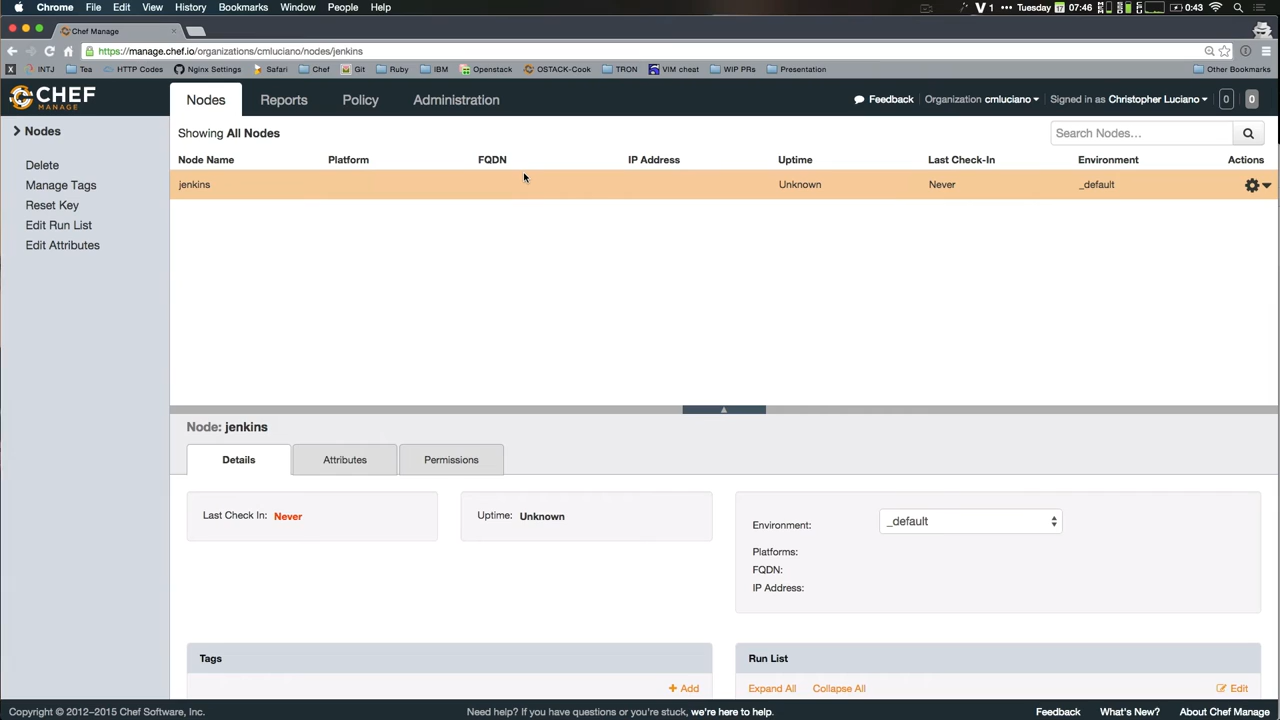 Chrome File Edit View History Bookmarks Window People Help V 1 Tuesday 17 07:46 0:43
Chef Manage
https://manage.chef.io/organizations/cmluciano/nodes/jenkins
INTJ Tea HTTP Codes Nginx Settings Safari Chef Git Ruby IBM Openstack OSTACK-Cook TRON VIM cheat WIP PRs Presentation Other Bookmarks
CHEF
MANAGE
Nodes Reports Policy Administration Feedback Organization cmluciano Signed in as Christopher Luciano 0 0
Nodes
Delete
Manage Tags
Reset Key
Edit Run List
Edit Attributes
Showing All Nodes
Search Nodes...
Node Name Platform FQDN IP Address Uptime Last Check-In Environment Actions
jenkins Unknown Never _default
Node: jenkins
Details Attributes Permissions
Last Check In: Never
Uptime: Unknown
Environment: _default
Platforms:
FQDN:
IP Address:
Tags
+ Add
Run List
Expand All Collapse All Edit
Copyright © 2012–2015 Chef Software, Inc. Need help? If you have questions or you're stuck, we're here to help. Feedback What's New? About Chef Manage